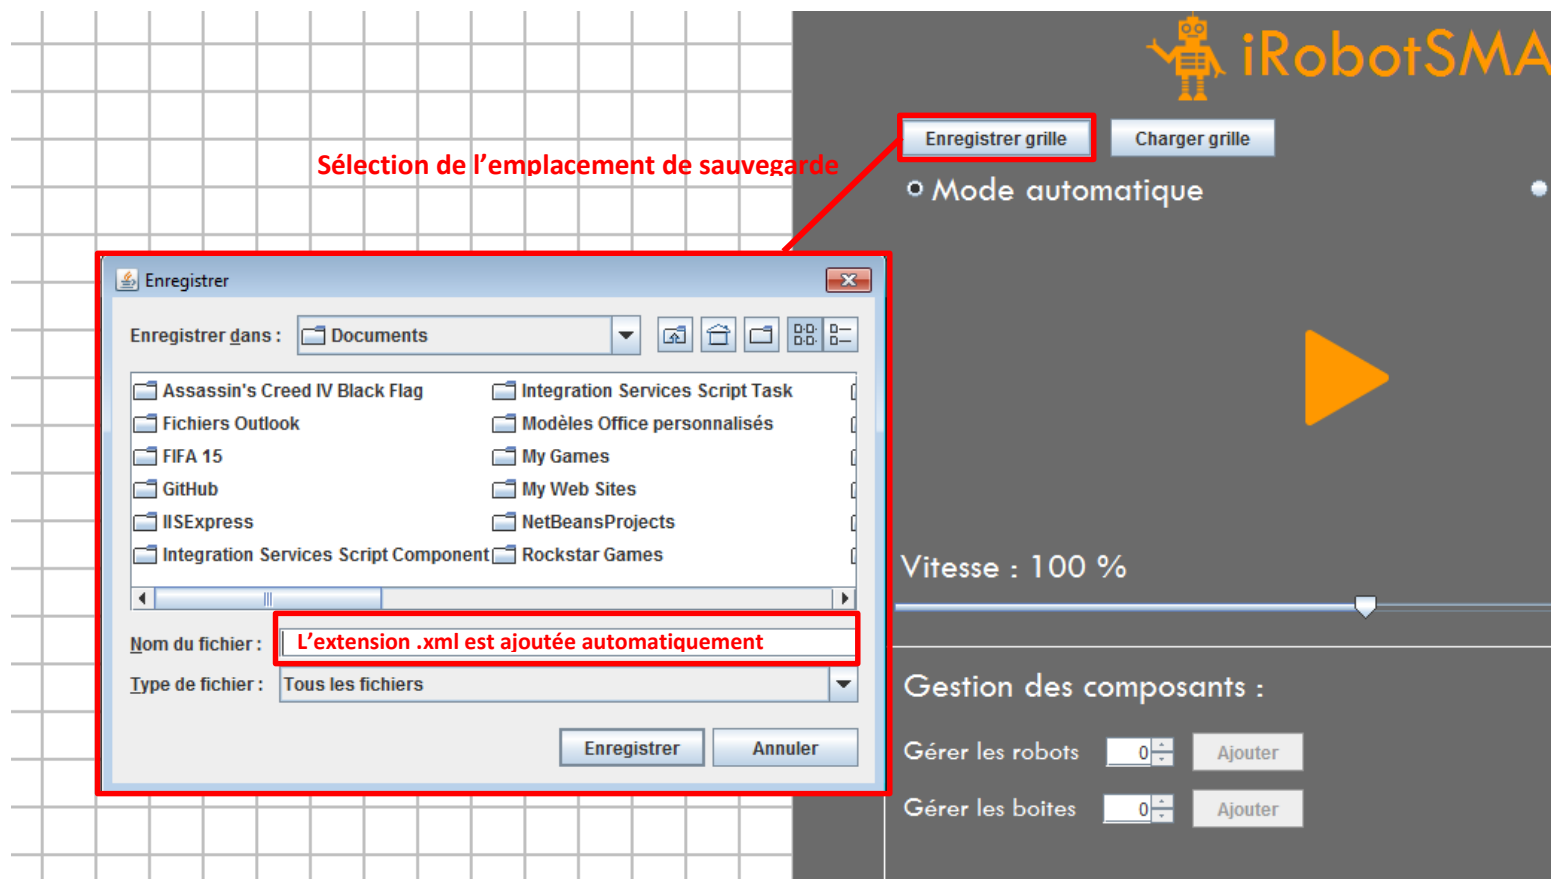 iRobotSMA
Enregistrer grille
Charger grille
Sélection de l’emplacement de sauvegarde
Mode automatique
Enregistrer
Enregistrer dans :
Documents
Assassin's Creed IV Black Flag
Integration Services Script Task
Fichiers Outlook
Modèles Office personnalisés
FIFA 15
My Games
GitHub
My Web Sites
IISExpress
NetBeansProjects
Integration Services Script Component
Rockstar Games
Vitesse : 100 %
Nom du fichier :
L’extension .xml est ajoutée automatiquement
Type de fichier :
Tous les fichiers
Enregistrer
Annuler
Gestion des composants :
Gérer les robots
0
Ajouter
Gérer les boites
0
Ajouter